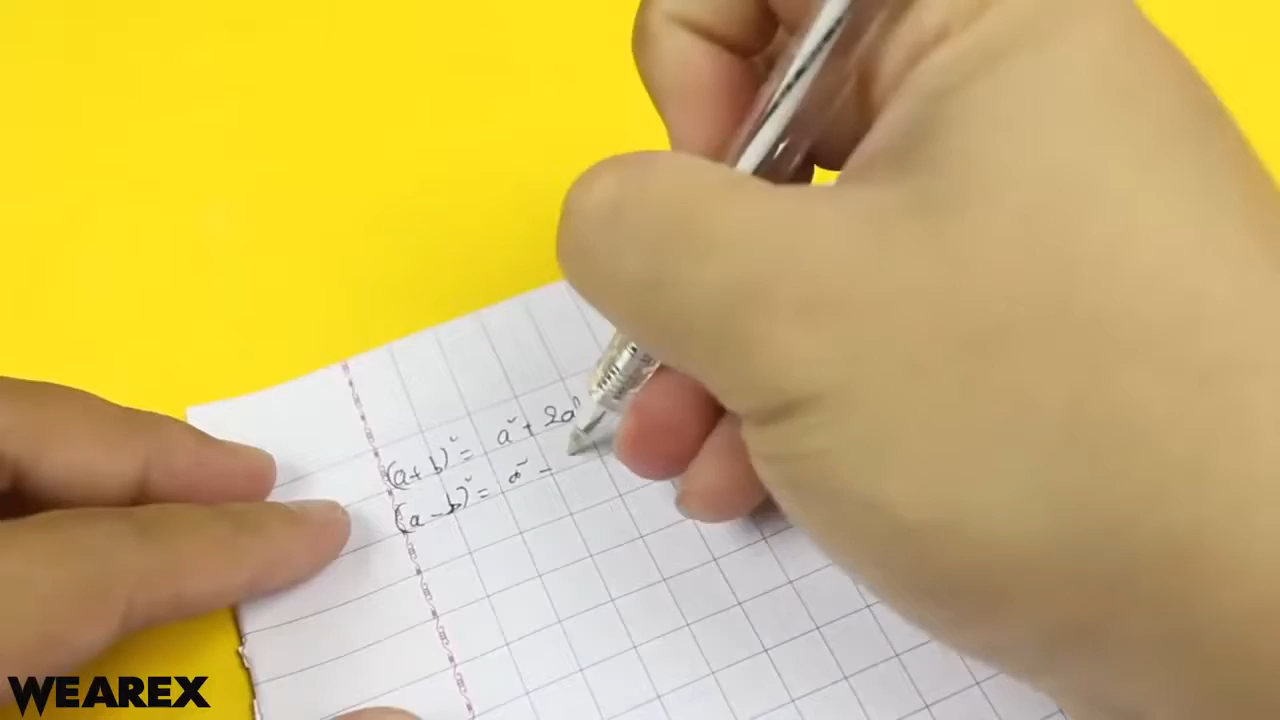 (a+b)² = a² + 2a
(a-b)² = a² -
WEAREX